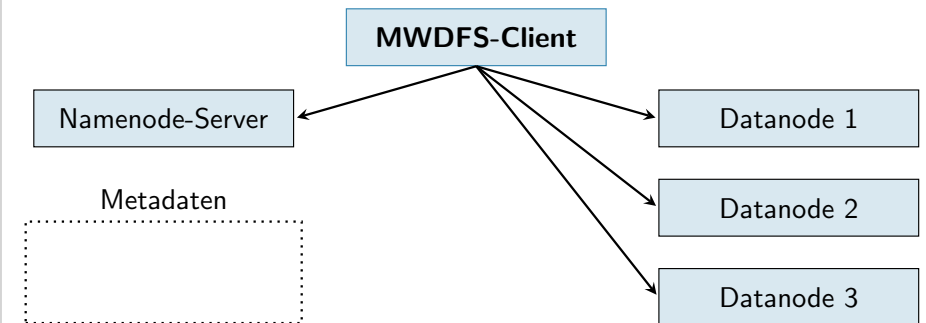 MWDFS-Client
Namenode-Server
Datanode 1
Metadaten
Datanode 2
Datanode 3